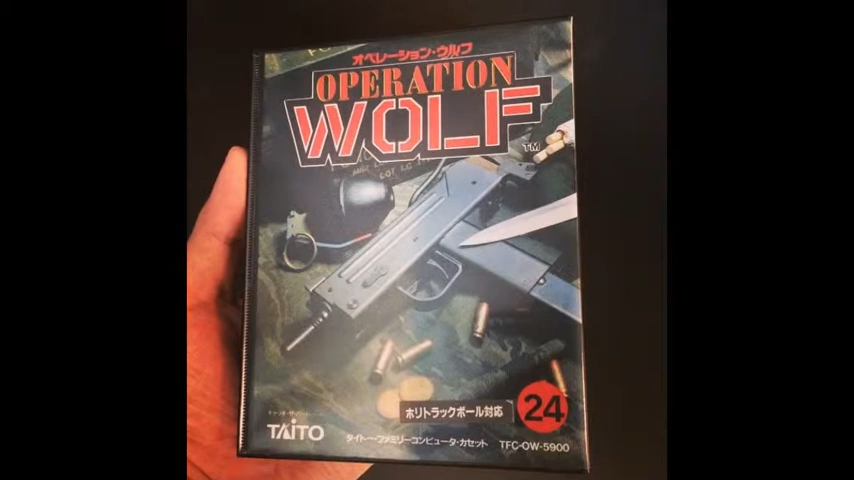 オペレーション・ウルフ
OPERATION
WOLF
TM
ホリトラックボール対応
24
TAITO
タイトー・ファミリーコンピュータ・カセット
TFC-OW-5900